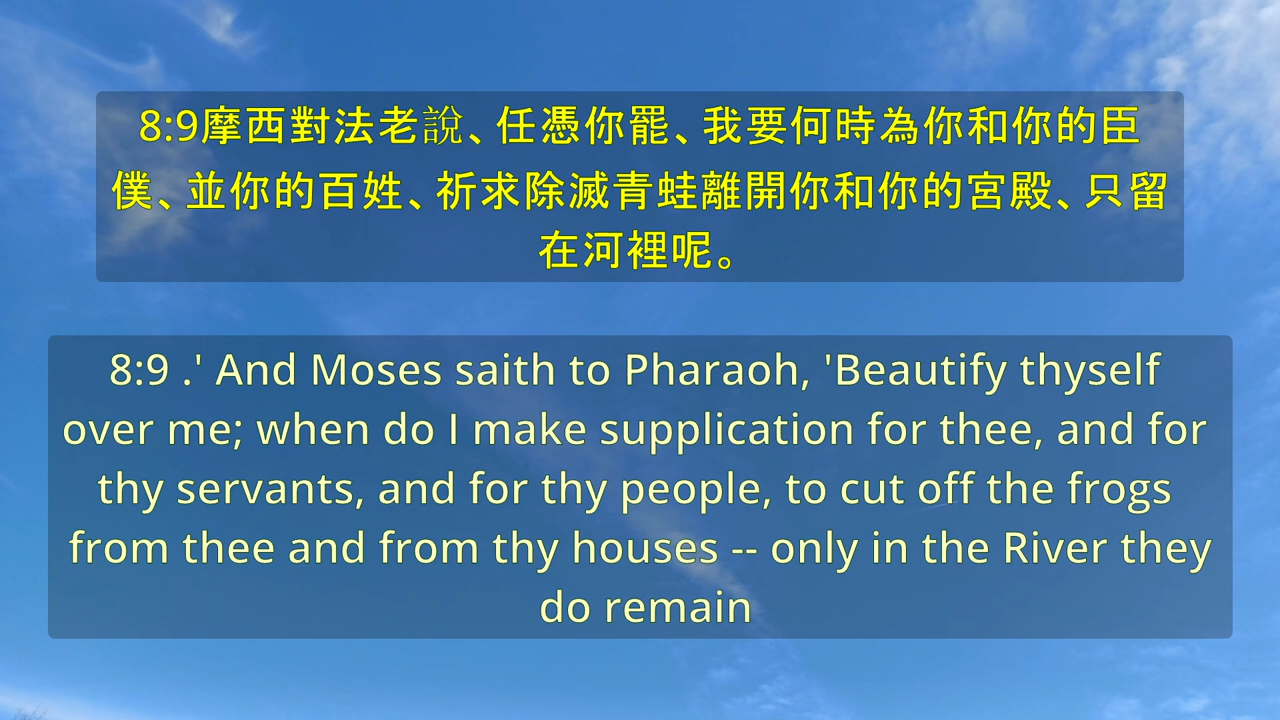 8:9摩西對法老說、任憑你罷、我要何時為你和你的臣
僕、並你的百姓、祈求除滅青蛙離開你和你的宮殿、只留
在河裡呢。
8:9 .' And Moses saith to Pharaoh, 'Beautify thyself
over me; when do I make supplication for thee, and for
thy servants, and for thy people, to cut off the frogs
from thee and from thy houses -- only in the River they
do remain